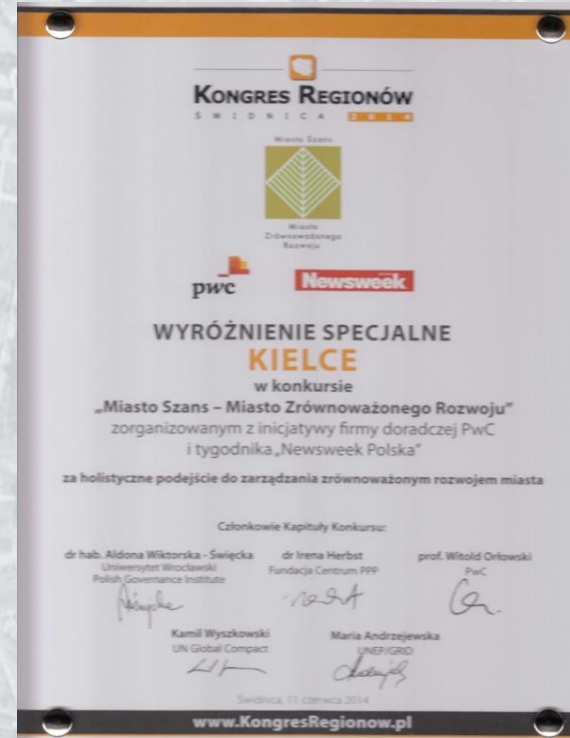 KONGRES REGIONÓW
ŚWIDNICA 2014
Miasto Szans
Miasto
Zrównoważonego
Rozwoju
pwc
Newsweek
WYRÓŻNIENIE SPECJALNE
KIELCE
w konkursie
„Miasto Szans – Miasto Zrównoważonego Rozwoju”
zorganizowanym z inicjatywy firmy doradczej PwC
i tygodnika „Newsweek Polska”
za holistyczne podejście do zarządzania zrównoważonym rozwojem miasta
Członkowie Kapituły Konkursu:
dr hab. Aldona Wiktorska - Święcka dr Irena Herbst prof. Witold Orłowski
Uniwersytet Wrocławski Fundacja Centrum PPP PwC
Polish Governance Institute
Kamil Wyszkowski Maria Andrzejewska
UN Global Compact UNEP/GRID
Świdnica, 11 czerwca 2014
www.KongresRegionow.pl